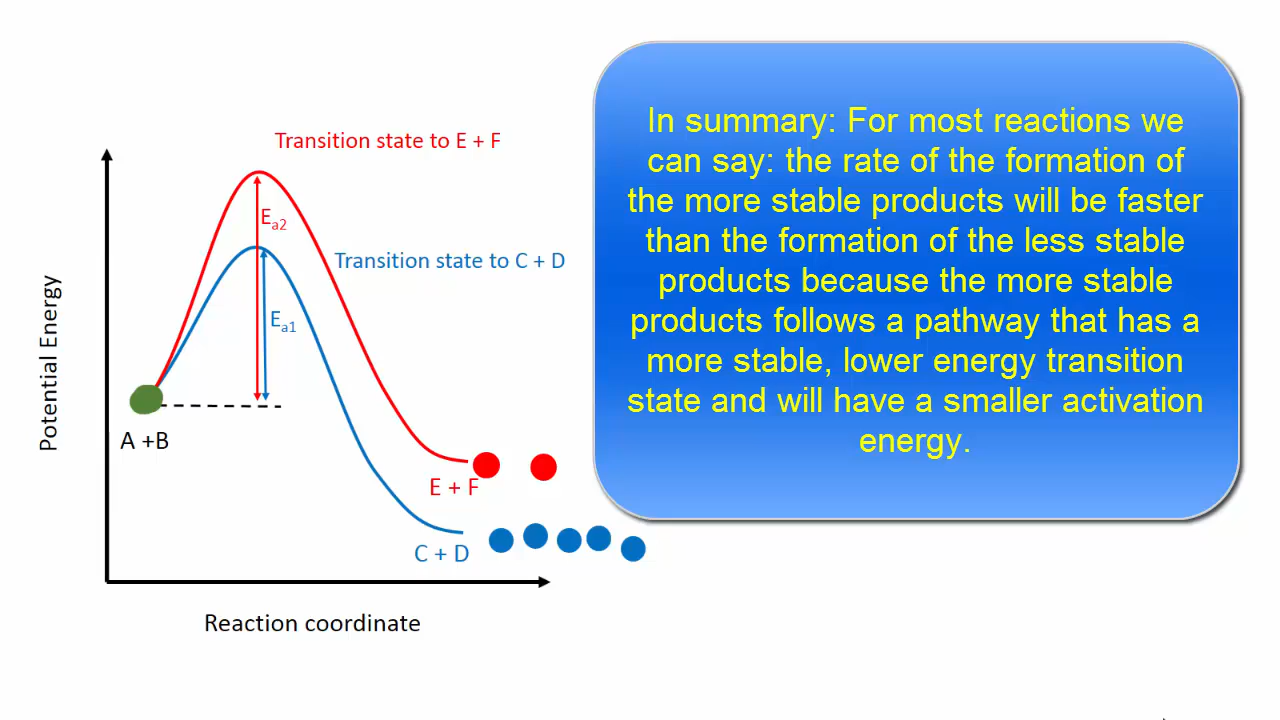 Transition state to E + F
E
a2
Transition state to C + D
E
a1
Potential Energy
A +B
E + F
C + D
Reaction coordinate
In summary: For most reactions we
can say: the rate of the formation of
the more stable products will be faster
than the formation of the less stable
products because the more stable
products follows a pathway that has a
more stable, lower energy transition
state and will have a smaller activation
energy.